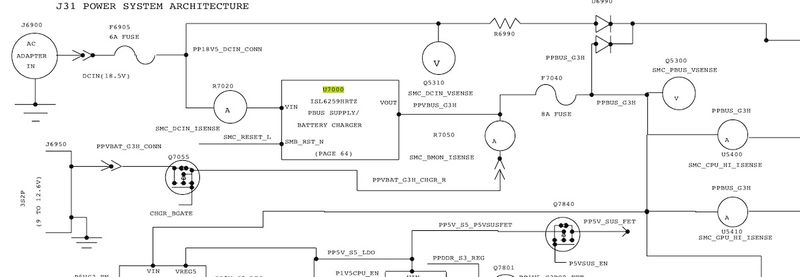 J31 POWER SYSTEM ARCHITECTURE
J6900
AC
ADAPTER
IN
F6905
6A FUSE
DCIN(18.5V)
PP18V5_DCIN_CONN
R6990
D6990
V
Q5310
SMC_DCIN_VSENSE
PPBUS_G3H
Q5300
SMC_PBUS_VSENSE
V
R7020
A
SMC_DCIN_ISENSE
SMC_RESET_L
U7000
ISL6259HRTZ
PBUS SUPPLY/
BATTERY CHARGER
(PAGE 64)
VIN
VOUT
SMB_RST_N
PPVBUS_G3H
F7040
8A FUSE
PPBUS_G3H
R7050
A
SMC_BMON_ISENSE
PPBUS_G3H
A
U5400
SMC_CPU_HI_ISENSE
J6950
PPVBAT_G3H_CONN
Q7055
3S2P
(9 TO 12.6V)
CHGR_BGATE
PPVBAT_G3H_CHGR_R
PPBUS_G3H
A
U5410
SMC_GPU_HI_ISENSE
Q7840
PP5V_S5_P5VSUSFET
PP5V_SUS_FET
P5VSUS_EN
PP5V_S5_LDO
VIN
VREG5
PPDDR_S3_REG
P1V5CPU_EN
Q7801